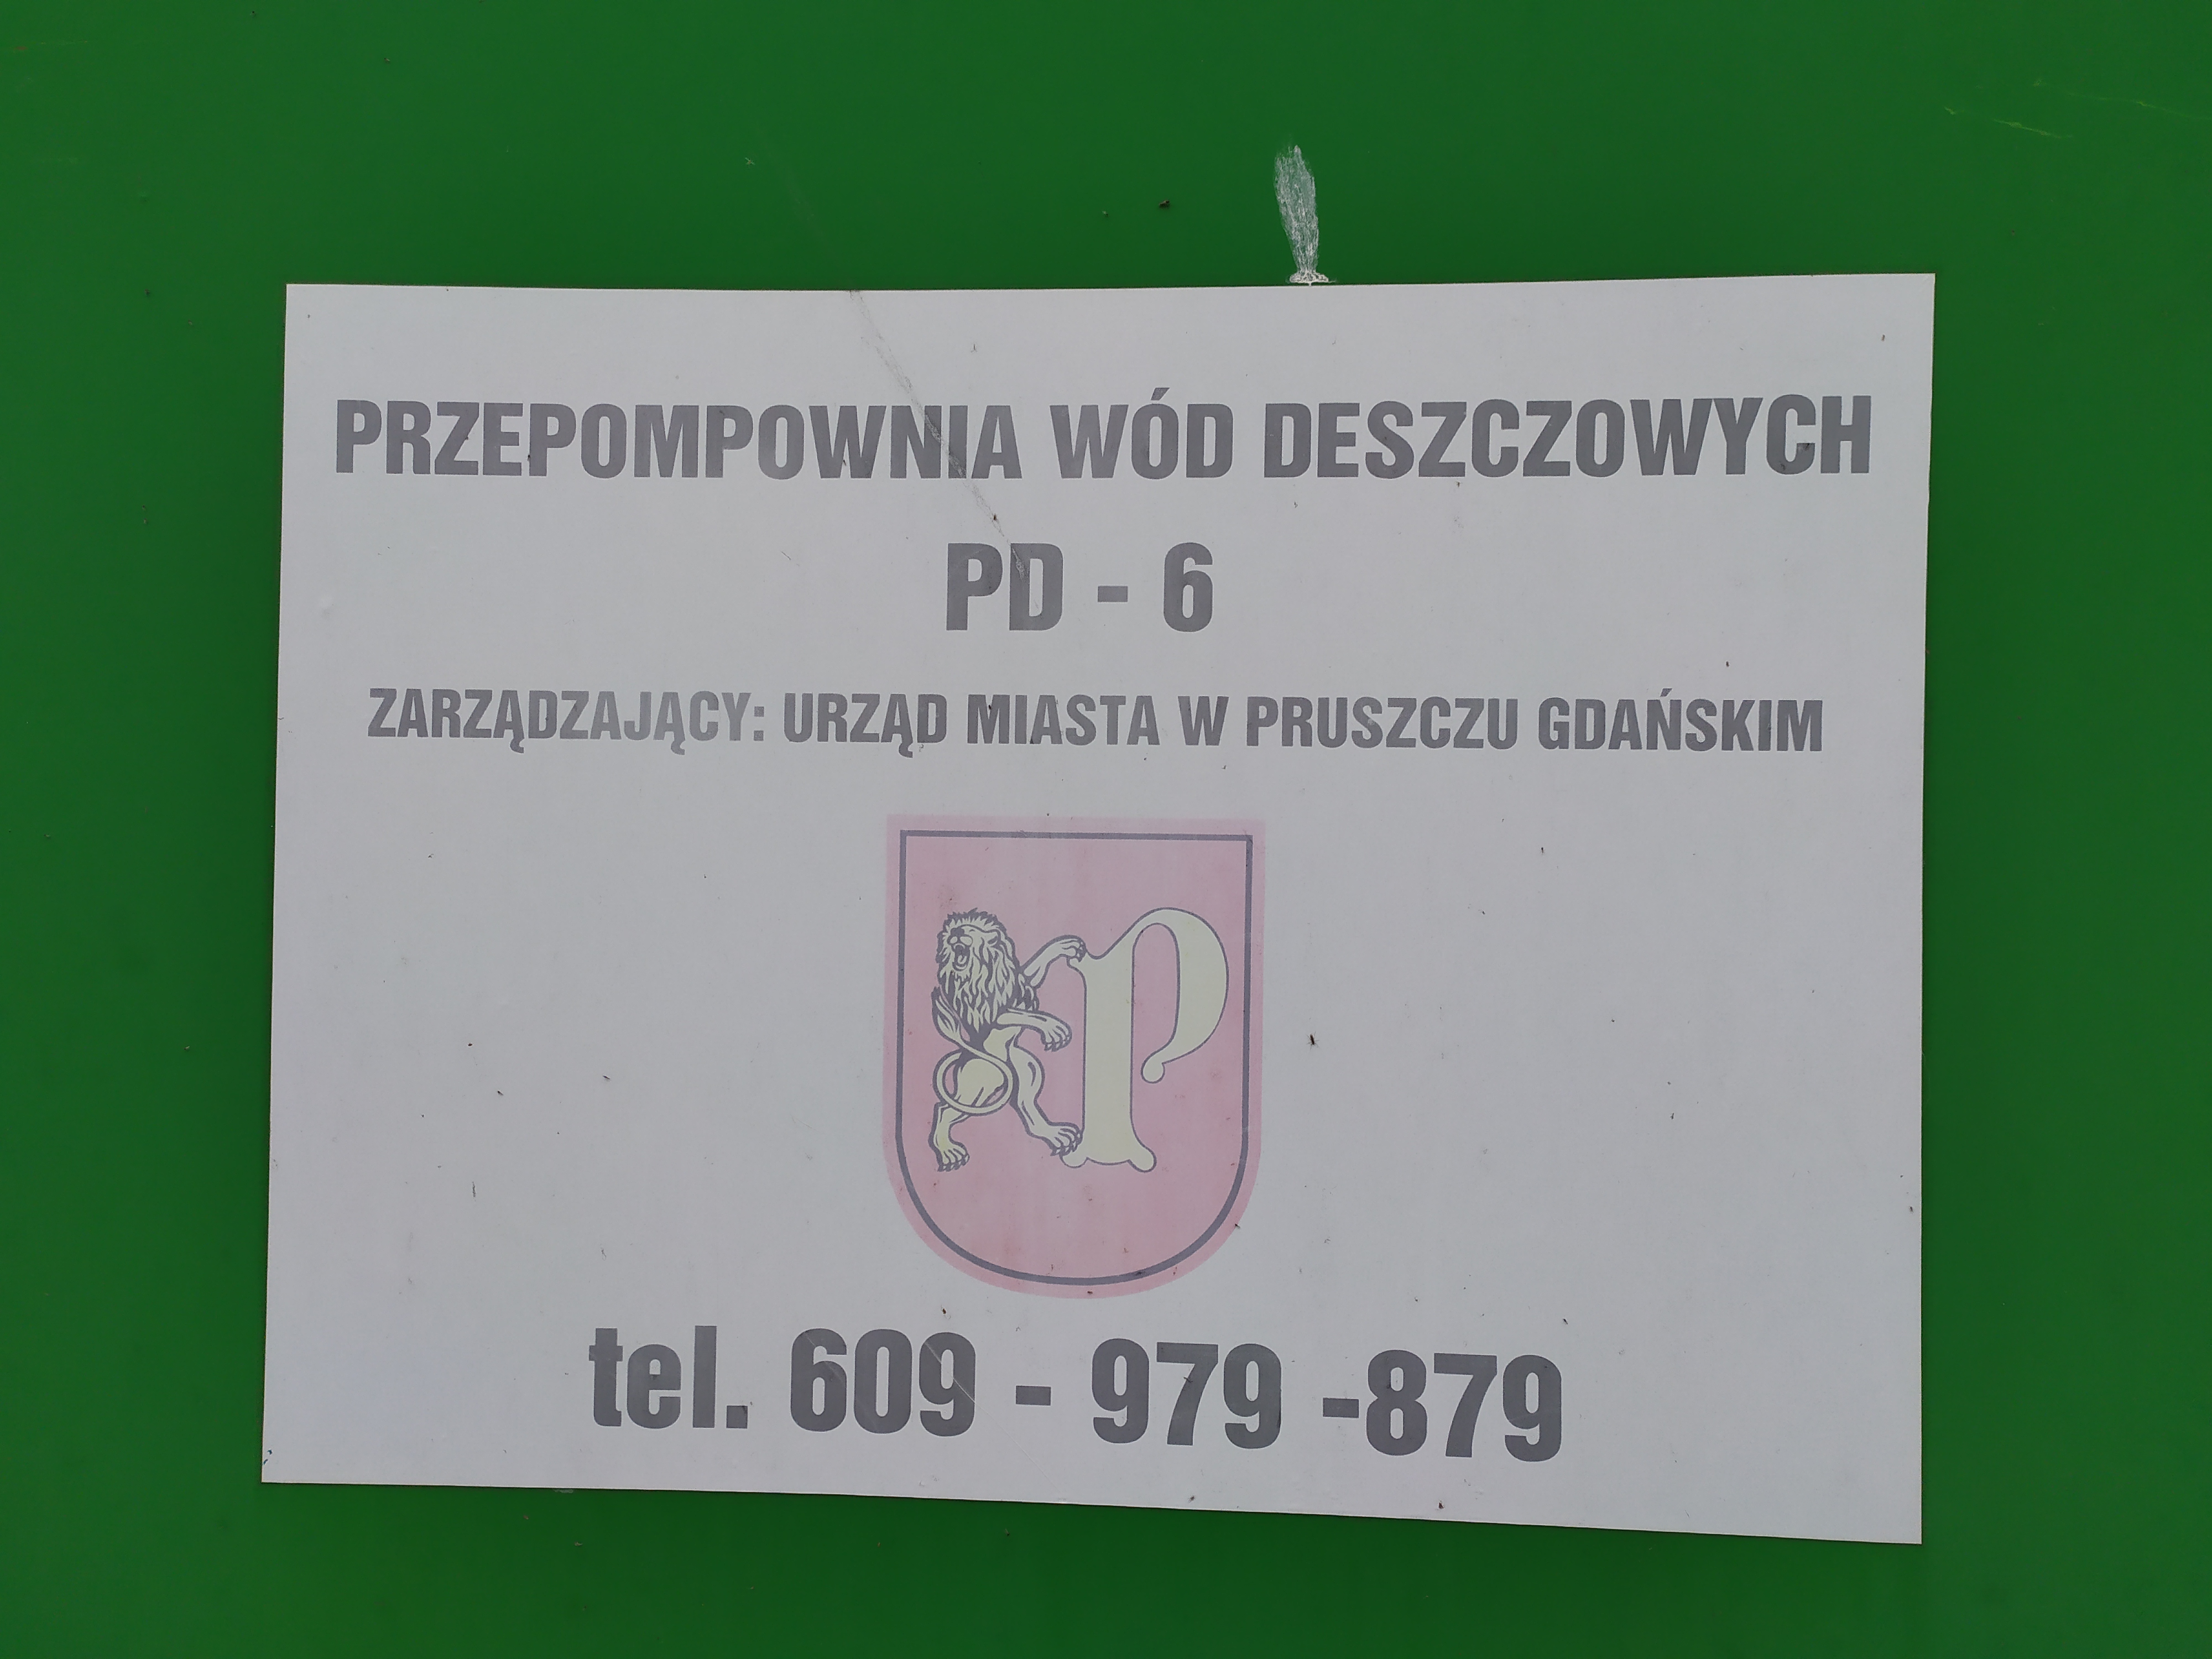 PRZEPOMPOWNIA WÓD DESZCZOWYCH
PD - 6
ZARZĄDZAJĄCY: URZĄD MIASTA W PRUSZCZU GDAŃSKIM
P
tel. 609 - 979 -879